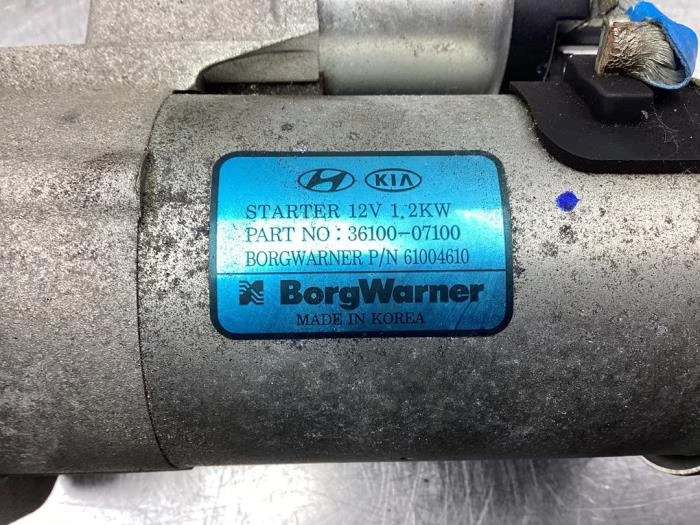 KIA
STARTER 12V 1.2KW
PART NO : 36100-07100
BORGWARNER P/N 61004610
BorgWarner
MADE IN KOREA